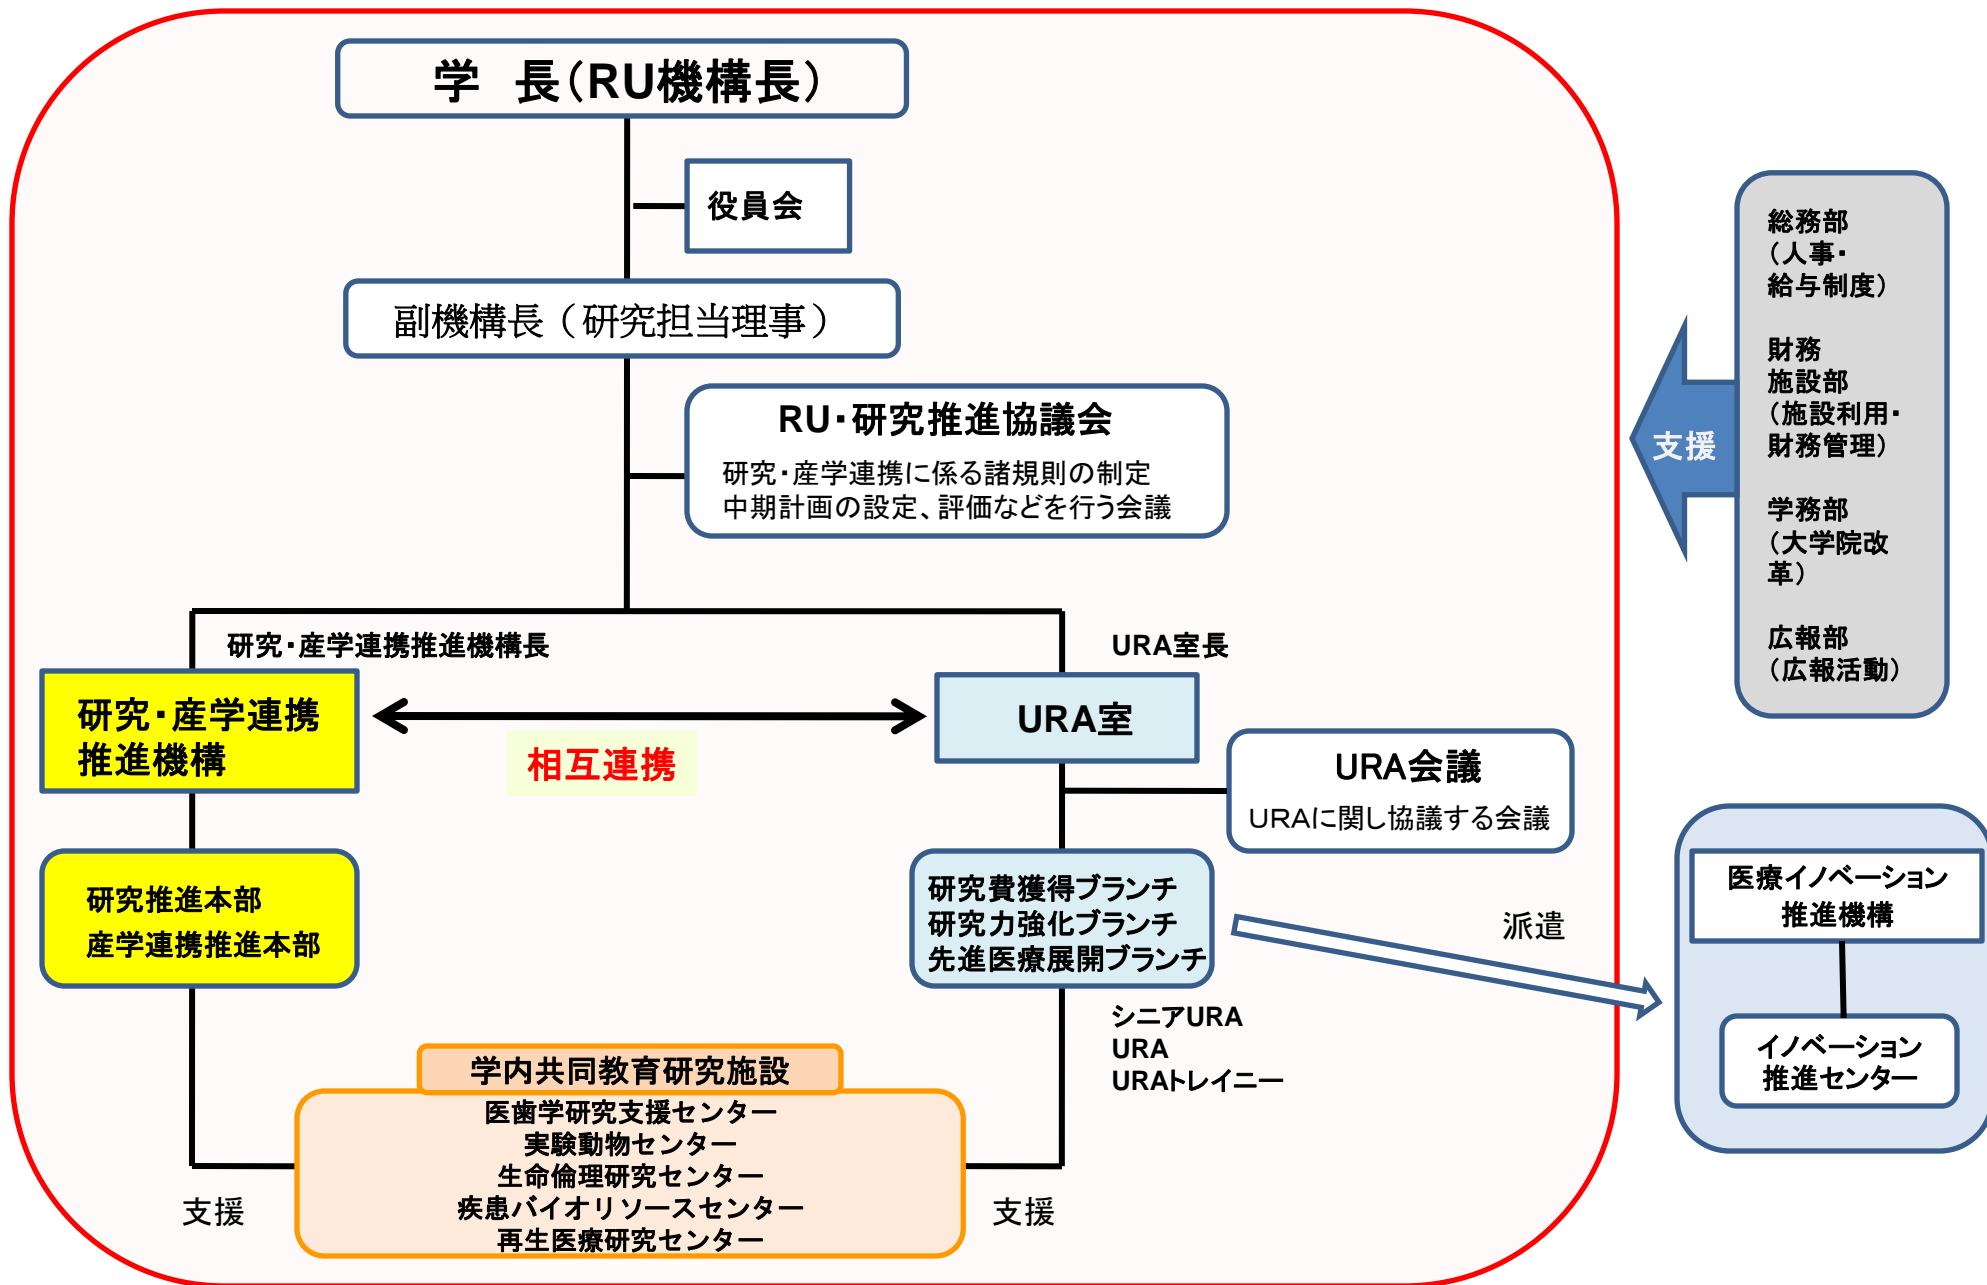 学　長（RU機構長）
役員会
副機構長（研究担当理事）
RU・研究推進協議会
研究・産学連携に係る諸規則の制定
中期計画の設定、評価などを行う会議
研究・産学連携推進機構長
URA室長
研究・産学連携
推進機構
相互連携
URA室
URA会議
URAに関し協議する会議
研究推進本部
産学連携推進本部
研究費獲得ブランチ
研究力強化ブランチ
先進医療展開ブランチ
シニアURA
URA
URAトレイニー
学内共同教育研究施設
医歯学研究支援センター
実験動物センター
生命倫理研究センター
疾患バイオリソースセンター
再生医療研究センター
支援
支援
支援
総務部
（人事・
給与制度）
財務
施設部
（施設利用・
財務管理）
学務部
（大学院改
革）
広報部
（広報活動）
派遣
医療イノベーション
推進機構
イノベーション
推進センター